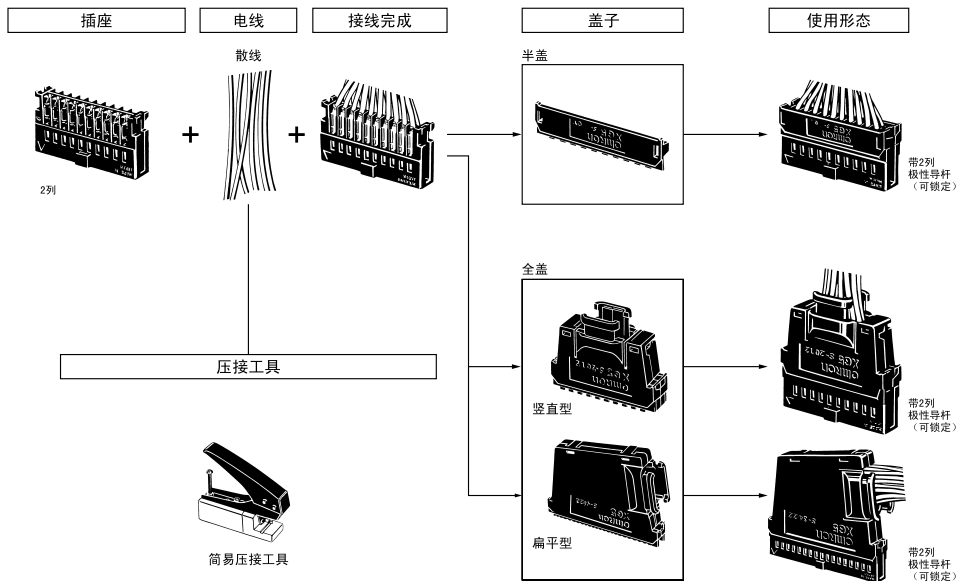 插座
电线
接线完成
盖子
使用形态
散线
半盖
2列
带2列
极性导杆
（可锁定）
全盖
压接工具
竖直型
带2列
极性导杆
（可锁定）
简易压接工具
扁平型
带2列
极性导杆
（可锁定）